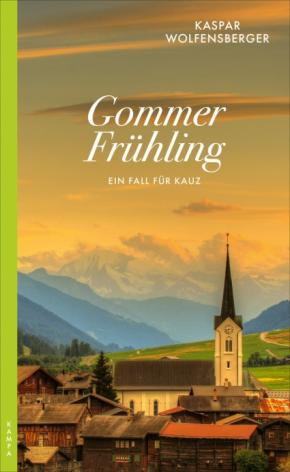 KASPAR
WOLFENSBERGER
Gommer
Frühling
EIN FALL FÜR KAUZ
KAMPA